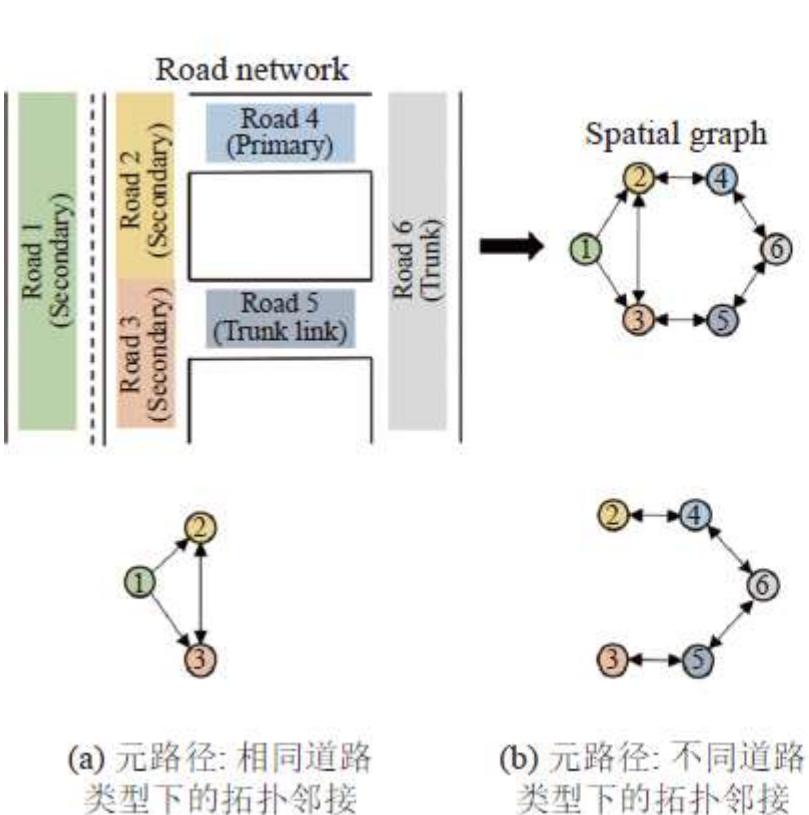 Road network
Road 1
(Secondary)
Road 2
(Secondary)
Road 3
(Secondary)
Road 4
(Primary)
Road 5
(Trunk link)
Road 6
(Trunk)
Spatial graph
2
4
1
6
3
5
2
1
3
2
4
6
3
5
(a) 元路径: 相同道路
类型下的拓扑邻接
(b) 元路径: 不同道路
类型下的拓扑邻接